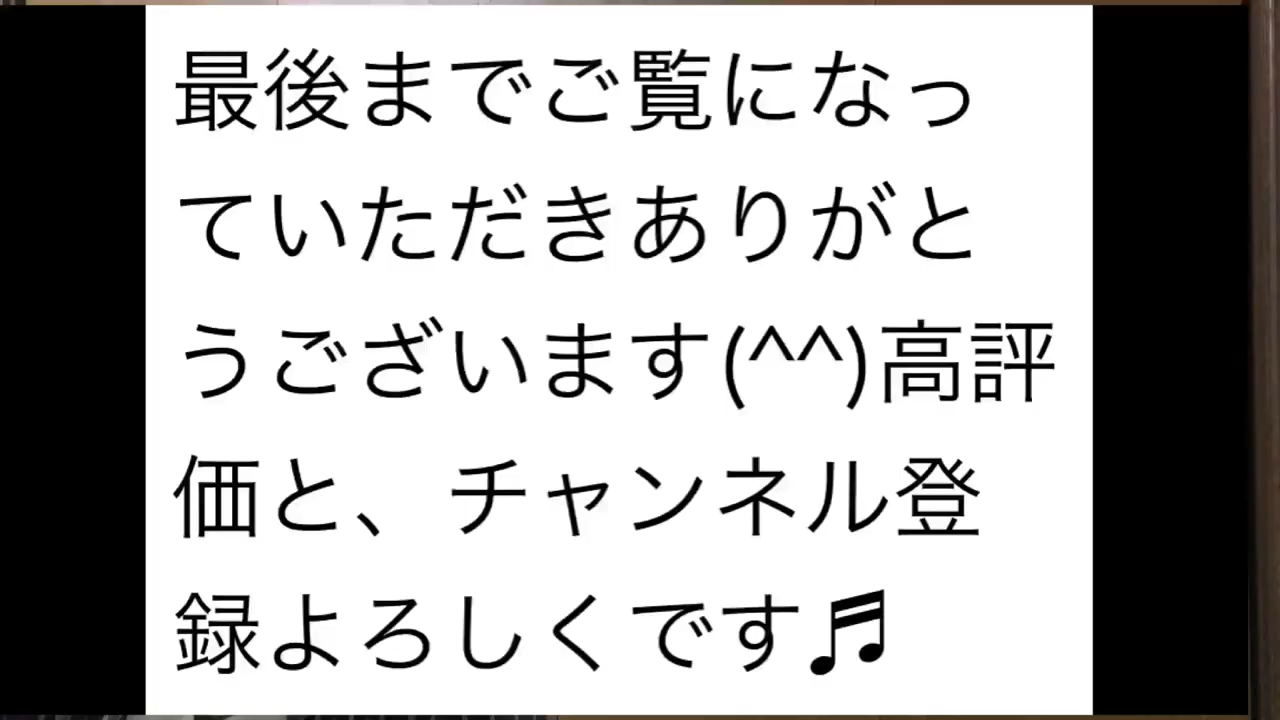 最後までご覧になっ
ていただきありがと
うございます(^^)高評
価と、チャンネル登
録よろしくです♬